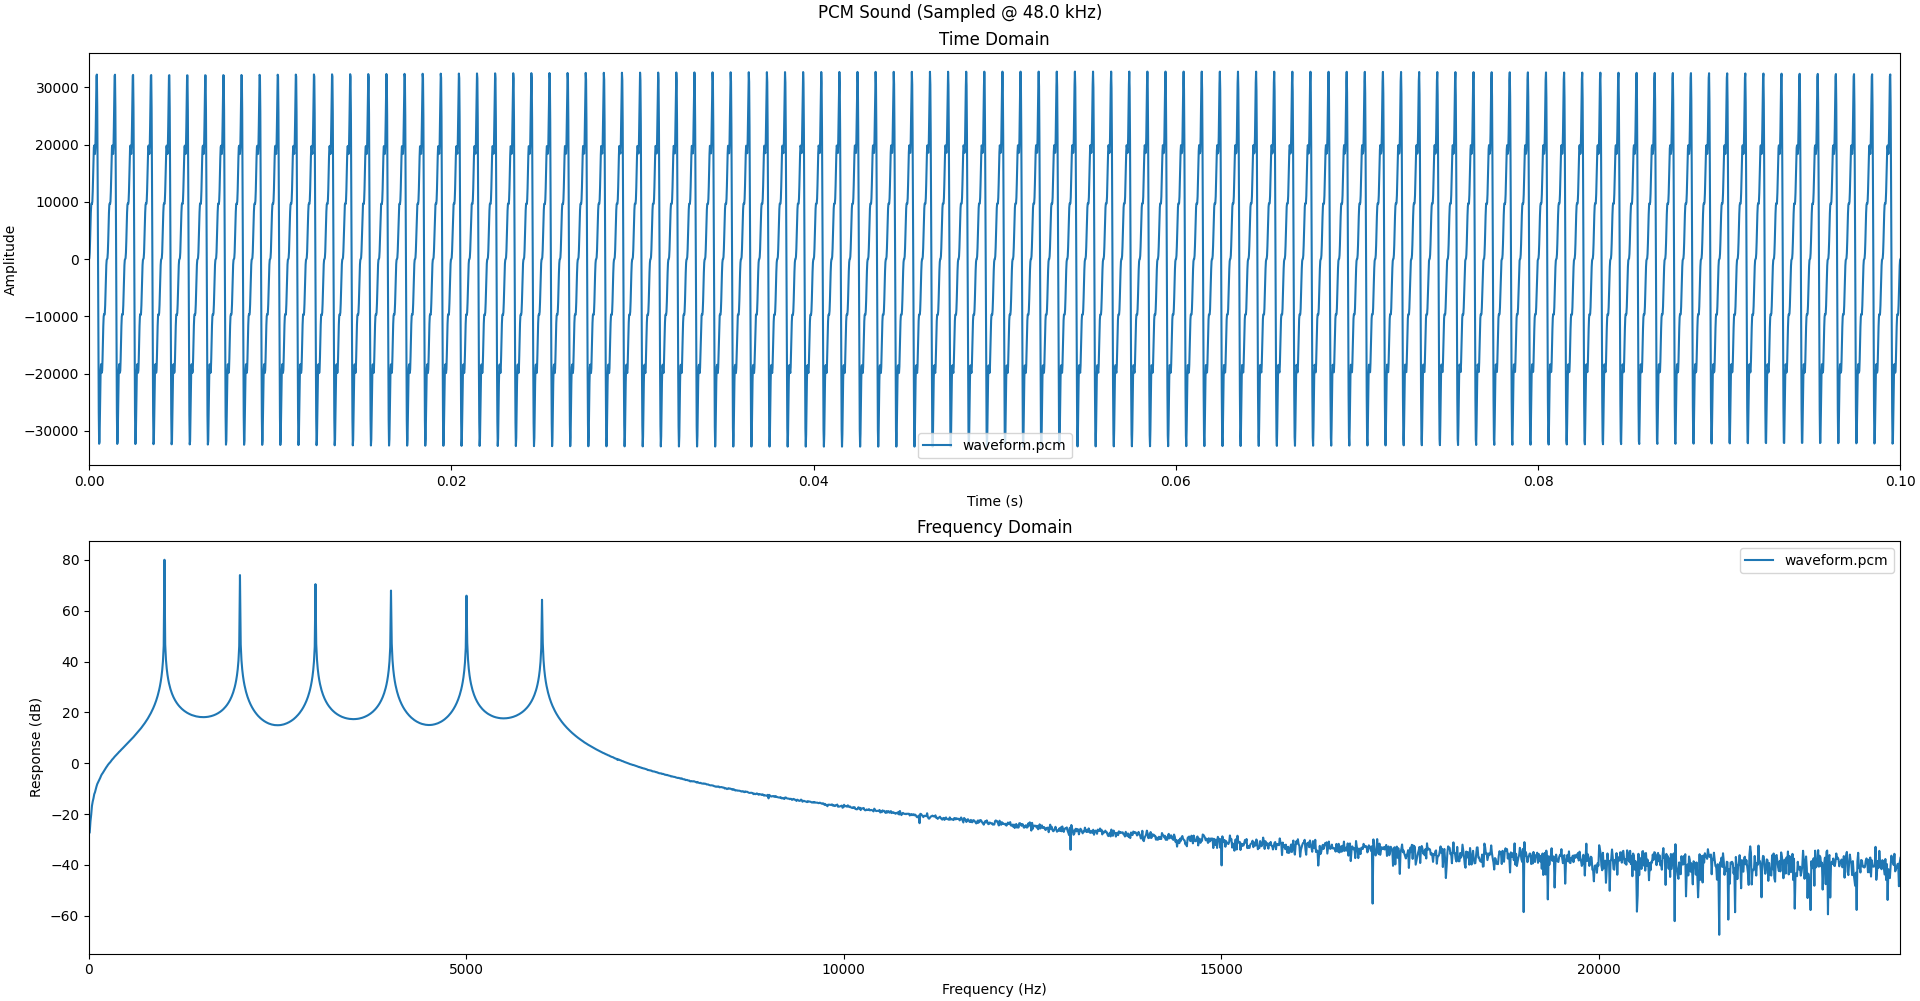 PCM Sound (Sampled @ 48.0 kHz)
Time Domain
30000
20000
10000
0
−10000
−20000
−30000
Amplitude
waveform.pcm
0.00 0.02 0.04 0.06 0.08 0.10
Time (s)
Frequency Domain
80
60
40
20
0
−20
−40
−60
Response (dB)
waveform.pcm
0 5000 10000 15000 20000
Frequency (Hz)